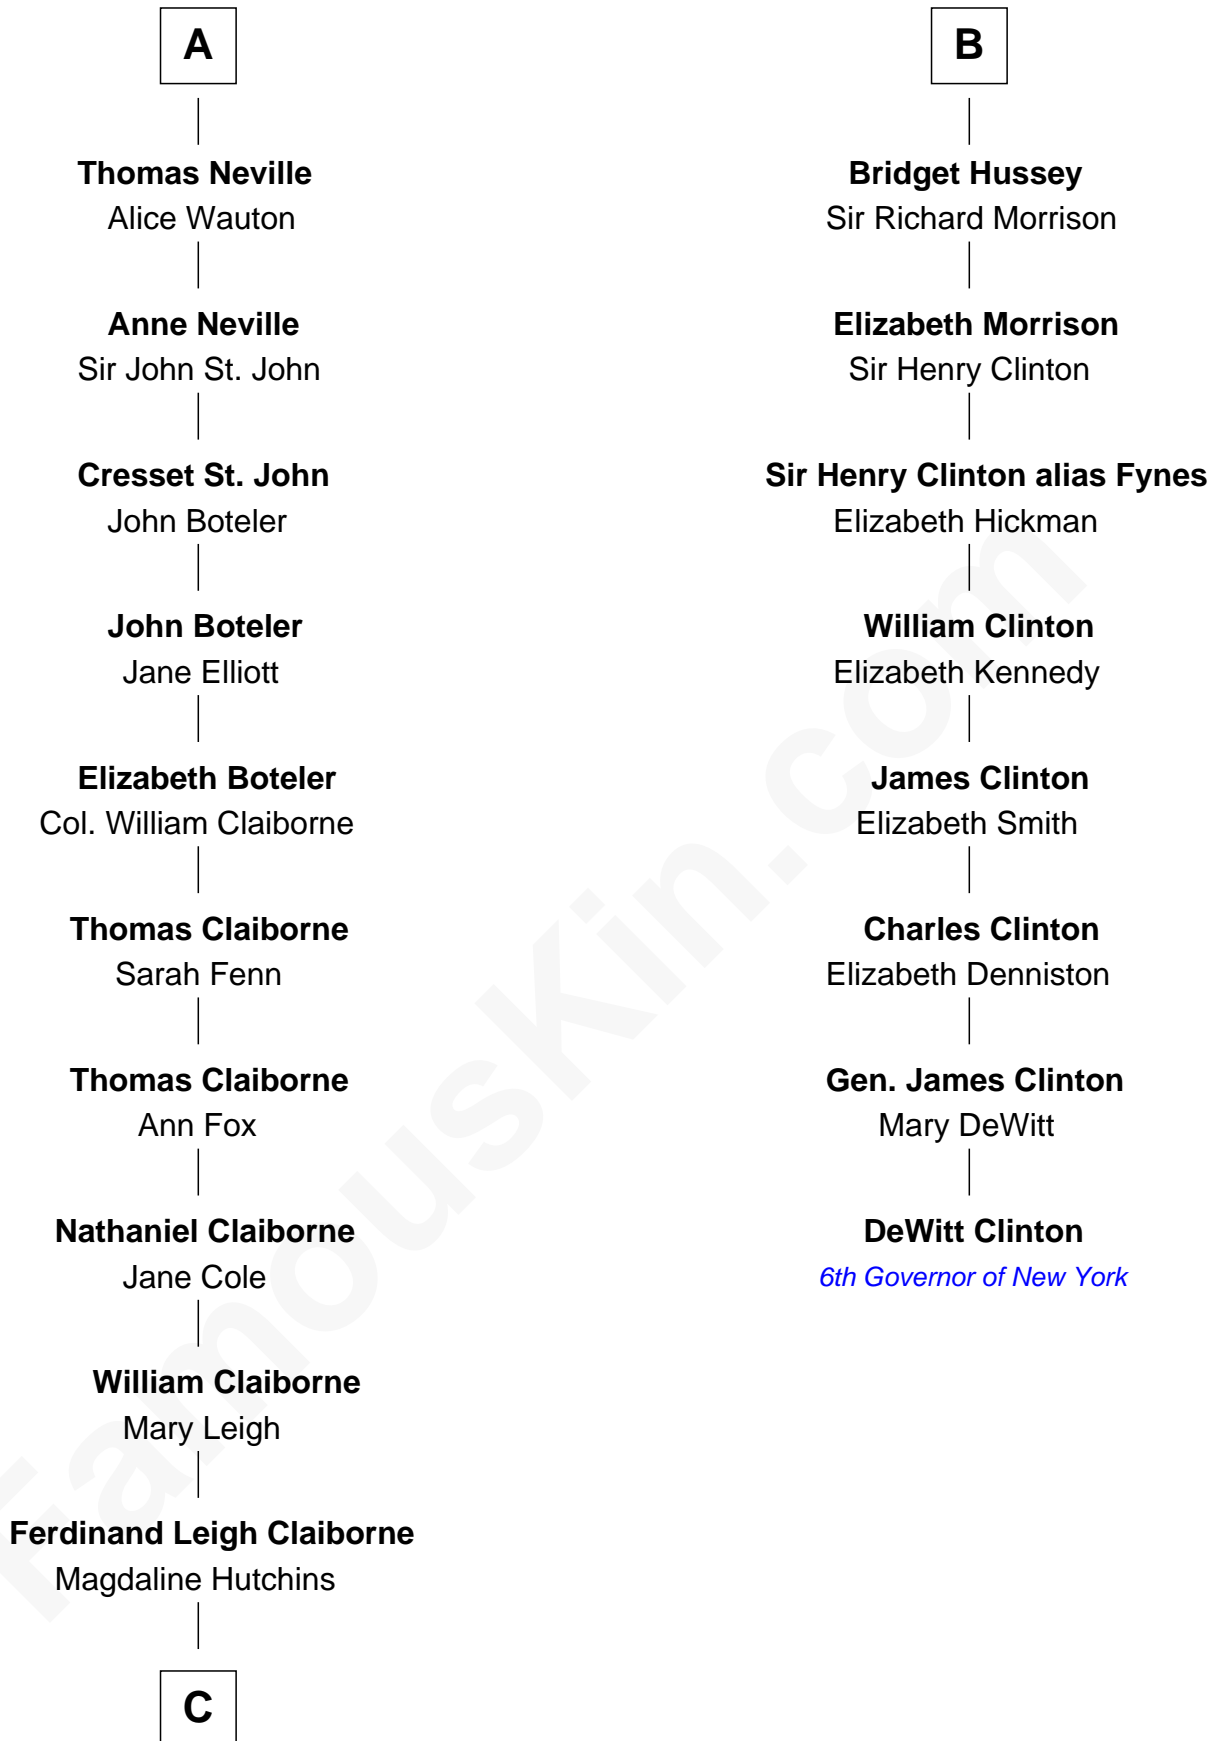 A
Thomas Neville
Alice Wauton
Anne Neville
Sir John St. John
Cresset St. John
John Boteler
John Boteler
Jane Elliott
Elizabeth Boteler
Col. William Claiborne
Thomas Claiborne
Sarah Fenn
Thomas Claiborne
Ann Fox
Nathaniel Claiborne
Jane Cole
William Claiborne
Mary Leigh
Ferdinand Leigh Claiborne
Magdaline Hutchins
C
B
Bridget Hussey
Sir Richard Morrison
Elizabeth Morrison
Sir Henry Clinton
Sir Henry Clinton alias Fynes
Elizabeth Hickman
William Clinton
Elizabeth Kennedy
James Clinton
Elizabeth Smith
Charles Clinton
Elizabeth Denniston
Gen. James Clinton
Mary DeWitt
DeWitt Clinton
6th Governor of New York
FamousKin.com